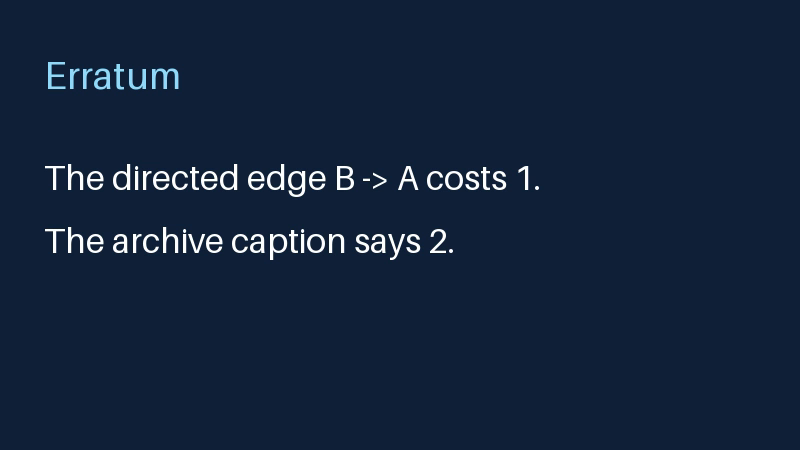 Erratum
The directed edge B -> A costs 1.
The archive caption says 2.